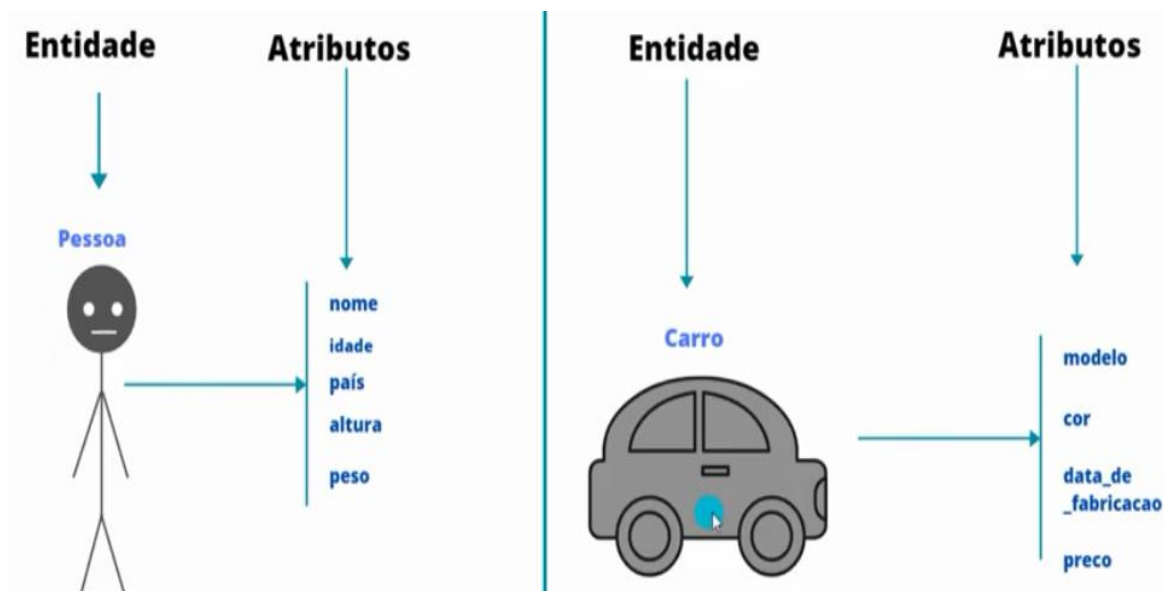 Entidade
Atributos
Pessoa
nome
idade
país
altura
peso
Entidade
Atributos
Carro
modelo
cor
data_de
_fabricacao
preco